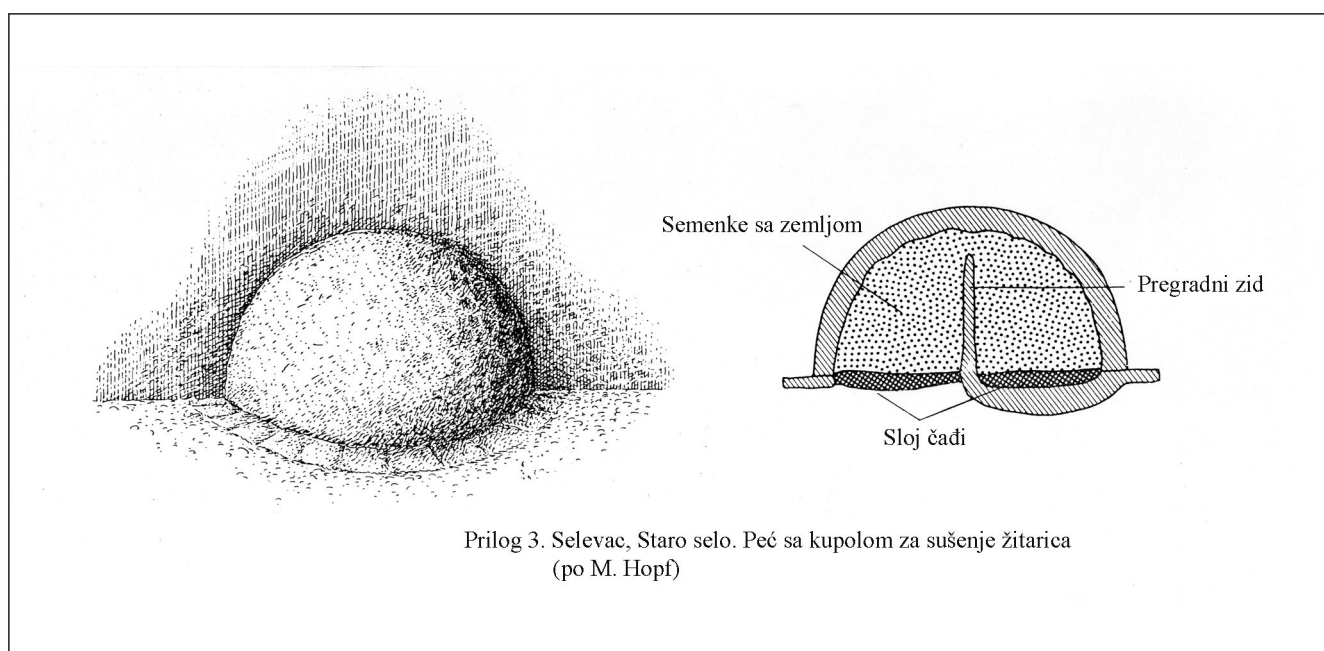 Semenke sa zemljom
Pregradni zid
Sloj čađi
Prilog 3. Selevac, Staro selo. Peć sa kupolom za sušenje žitarica
(po M. Hopf)